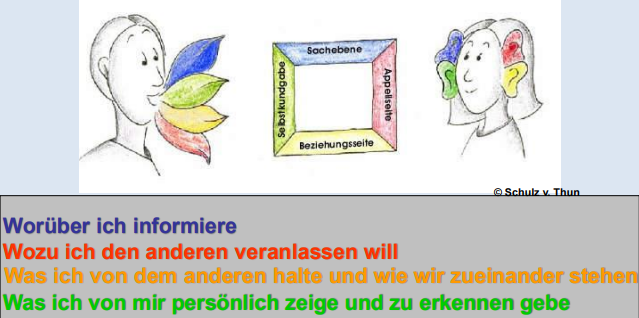 Sachebene
Selbstkundgabe
Appellseite
Beziehungsseite
© Schulz v. Thun
Worüber ich informiere
Wozu ich den anderen veranlassen will
Was ich von dem anderen halte und wie wir zueinander stehen
Was ich von mir persönlich zeige und zu erkennen gebe